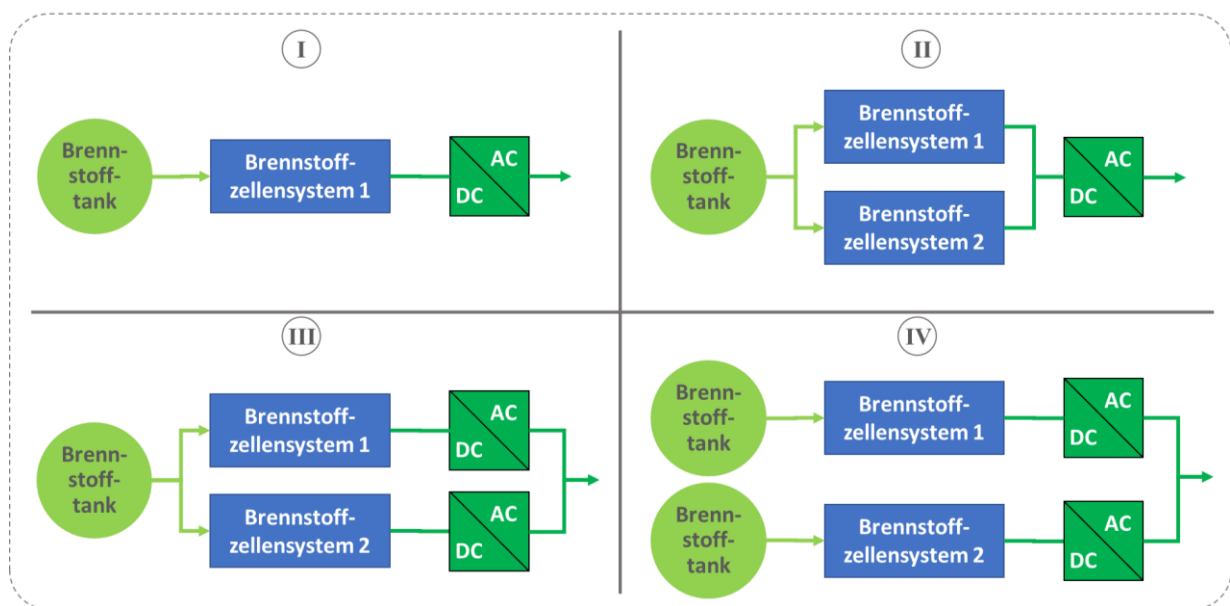 I
Brenn-
stoff-
tank
Brennstoff-
zellensystem 1
AC
DC
II
Brenn-
stoff-
tank
Brennstoff-
zellensystem 1
Brennstoff-
zellensystem 2
AC
DC
III
Brenn-
stoff-
tank
Brennstoff-
zellensystem 1
AC
DC
Brennstoff-
zellensystem 2
AC
DC
IV
Brenn-
stoff-
tank
Brennstoff-
zellensystem 1
AC
DC
Brenn-
stoff-
tank
Brennstoff-
zellensystem 2
AC
DC